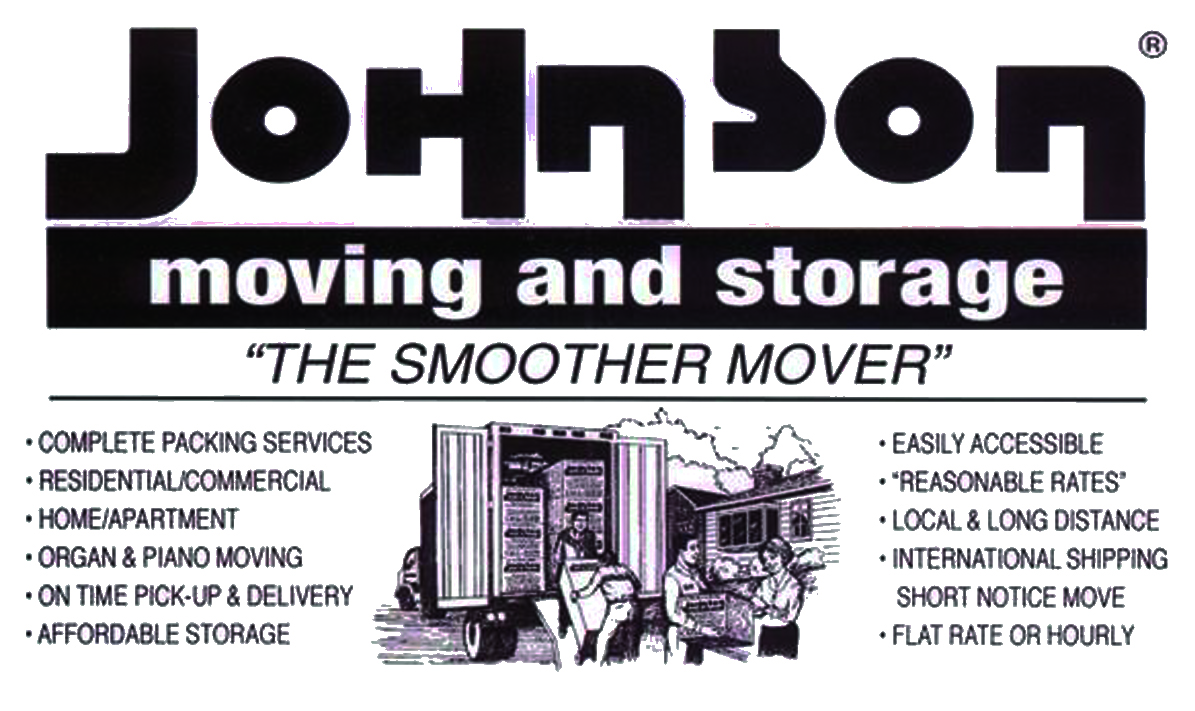 JOHNSON®
moving and storage
“THE SMOOTHER MOVER”
• COMPLETE PACKING SERVICES
• RESIDENTIAL/COMMERCIAL
• HOME/APARTMENT
• ORGAN & PIANO MOVING
• ON TIME PICK-UP & DELIVERY
• AFFORDABLE STORAGE
• EASILY ACCESSIBLE
• "REASONABLE RATES"
• LOCAL & LONG DISTANCE
• INTERNATIONAL SHIPPING
SHORT NOTICE MOVE
• FLAT RATE OR HOURLY